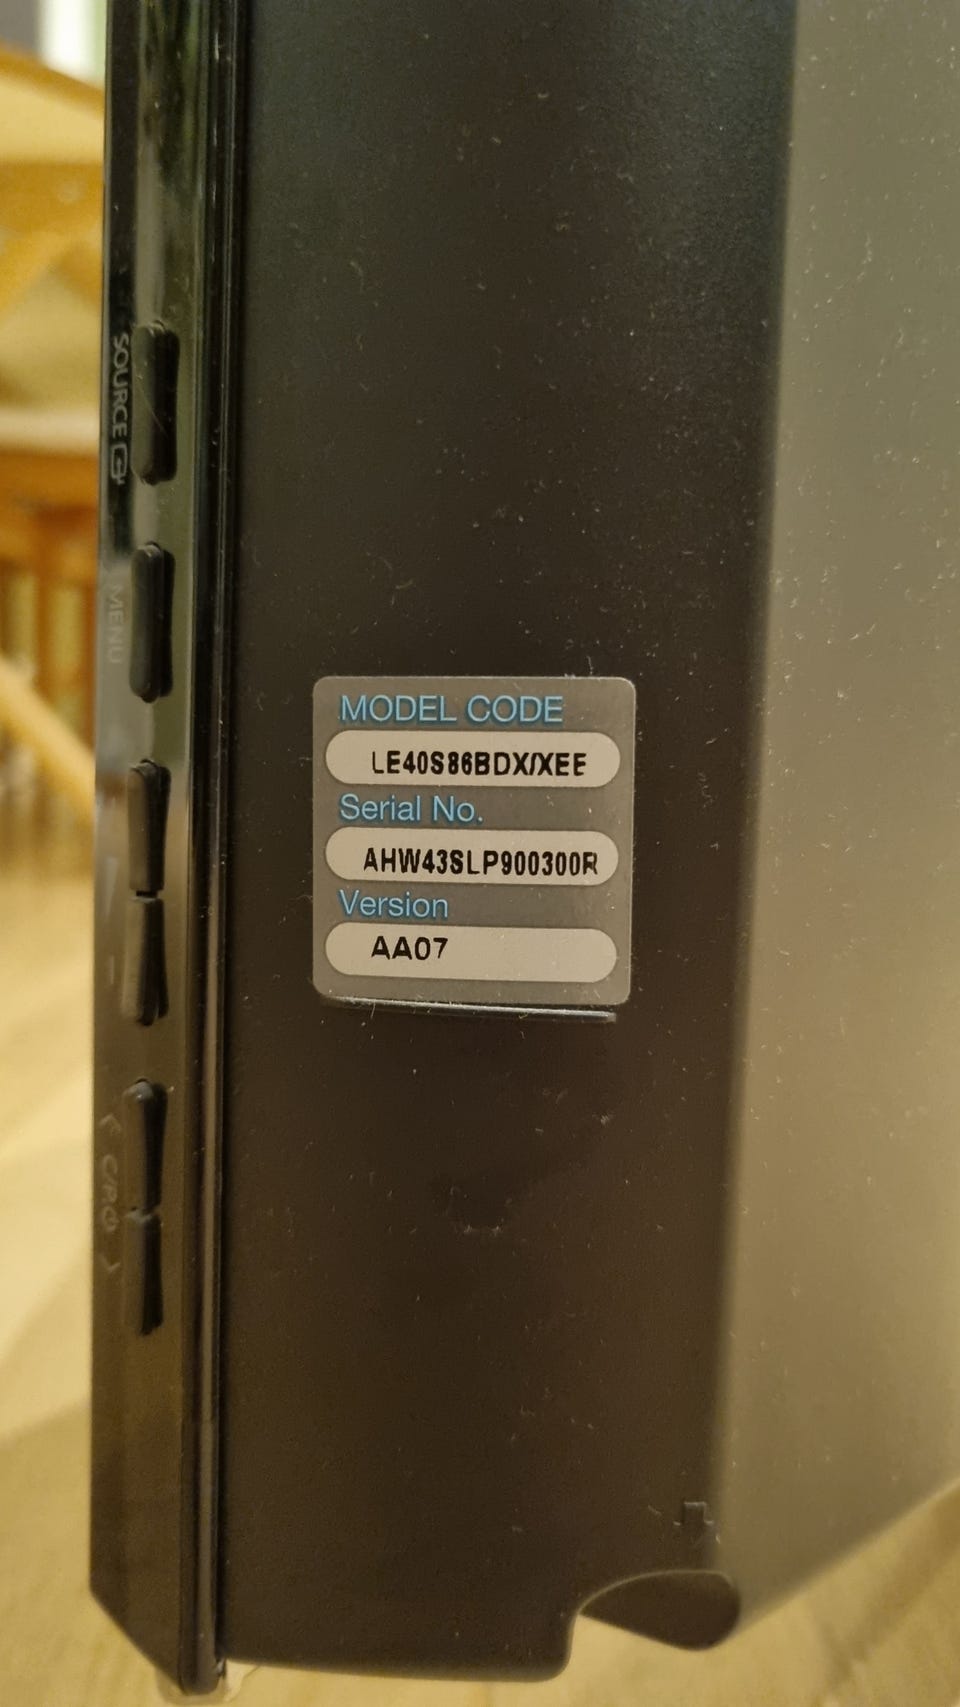 SOURCE
MENU
+
-
< C/P >
MODEL CODE
LE40S86BDX/XEE
Serial No.
AHW43SLP900300R
Version
AA07